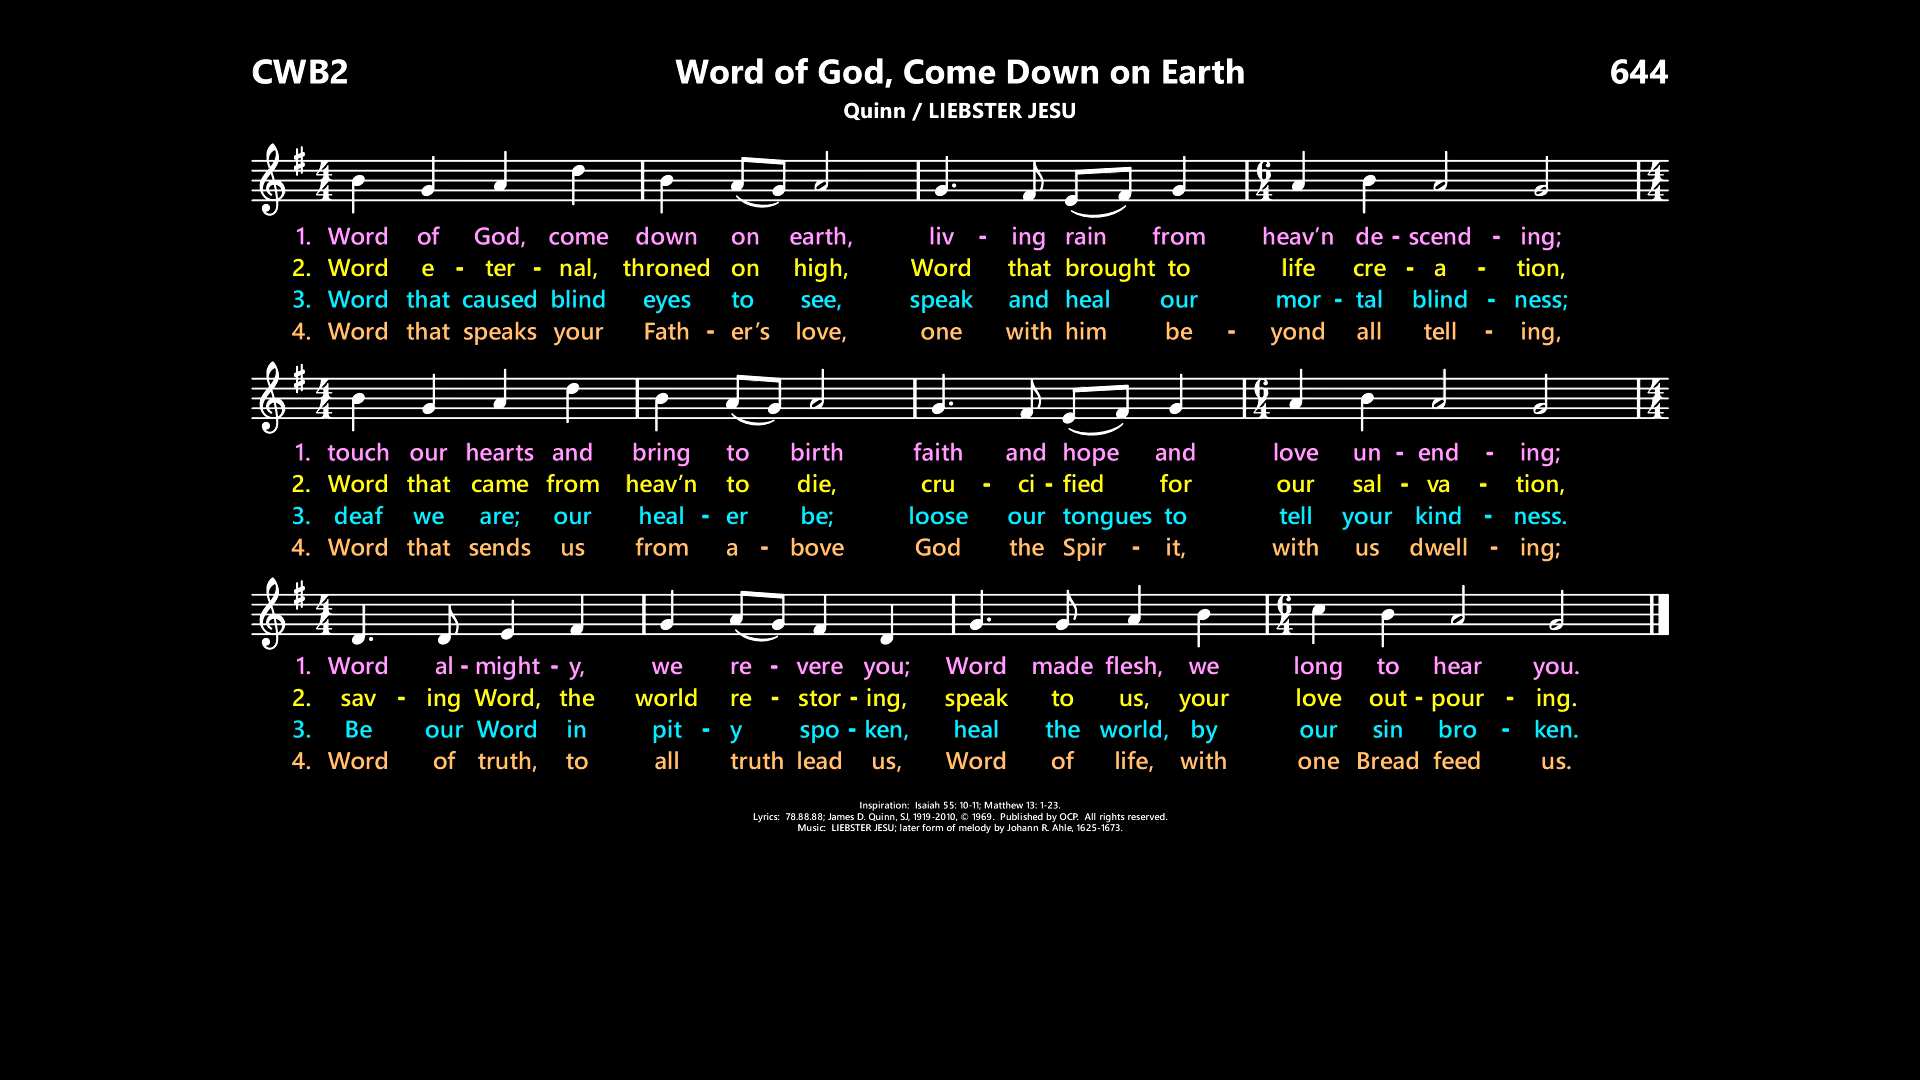 CWB2 Word of God, Come Down on Earth 644
Quinn / LIEBSTER JESU
1. Word of God, come down on earth, liv - ing rain from heav’n de - scend - ing;
2. Word e - ter - nal, throned on high, Word that brought to life cre - a - tion,
3. Word that caused blind eyes to see, speak and heal our mor - tal blind - ness;
4. Word that speaks your Fath - er’s love, one with him be - yond all tell - ing,
1. touch our hearts and bring to birth faith and hope and love un - end - ing;
2. Word that came from heav’n to die, cru - ci - fied for our sal - va - tion,
3. deaf we are; our heal - er be; loose our tongues to tell your kind - ness.
4. Word that sends us from a - bove God the Spir - it, with us dwell - ing;
1. Word al - might - y, we re - vere you; Word made flesh, we long to hear you.
2. sav - ing Word, the world re - stor - ing, speak to us, your love out - pour - ing.
3. Be our Word in pit - y spo - ken, heal the world, by our sin bro - ken.
4. Word of truth, to all truth lead us, Word of life, with one Bread feed us.
Inspiration: Isaiah 55: 10-11; Matthew 13: 1-23.
Lyrics: 78.88.88; James D. Quinn, SJ, 1919-2010, © 1969. Published by OCP. All rights reserved.
Music: LIEBSTER JESU; later form of melody by Johann R. Ahle, 1625-1673.